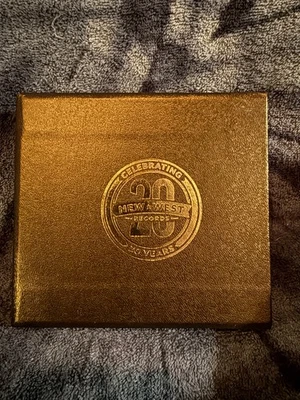 CELEBRATING
20
NEW WEST
RECORDS
20 YEARS